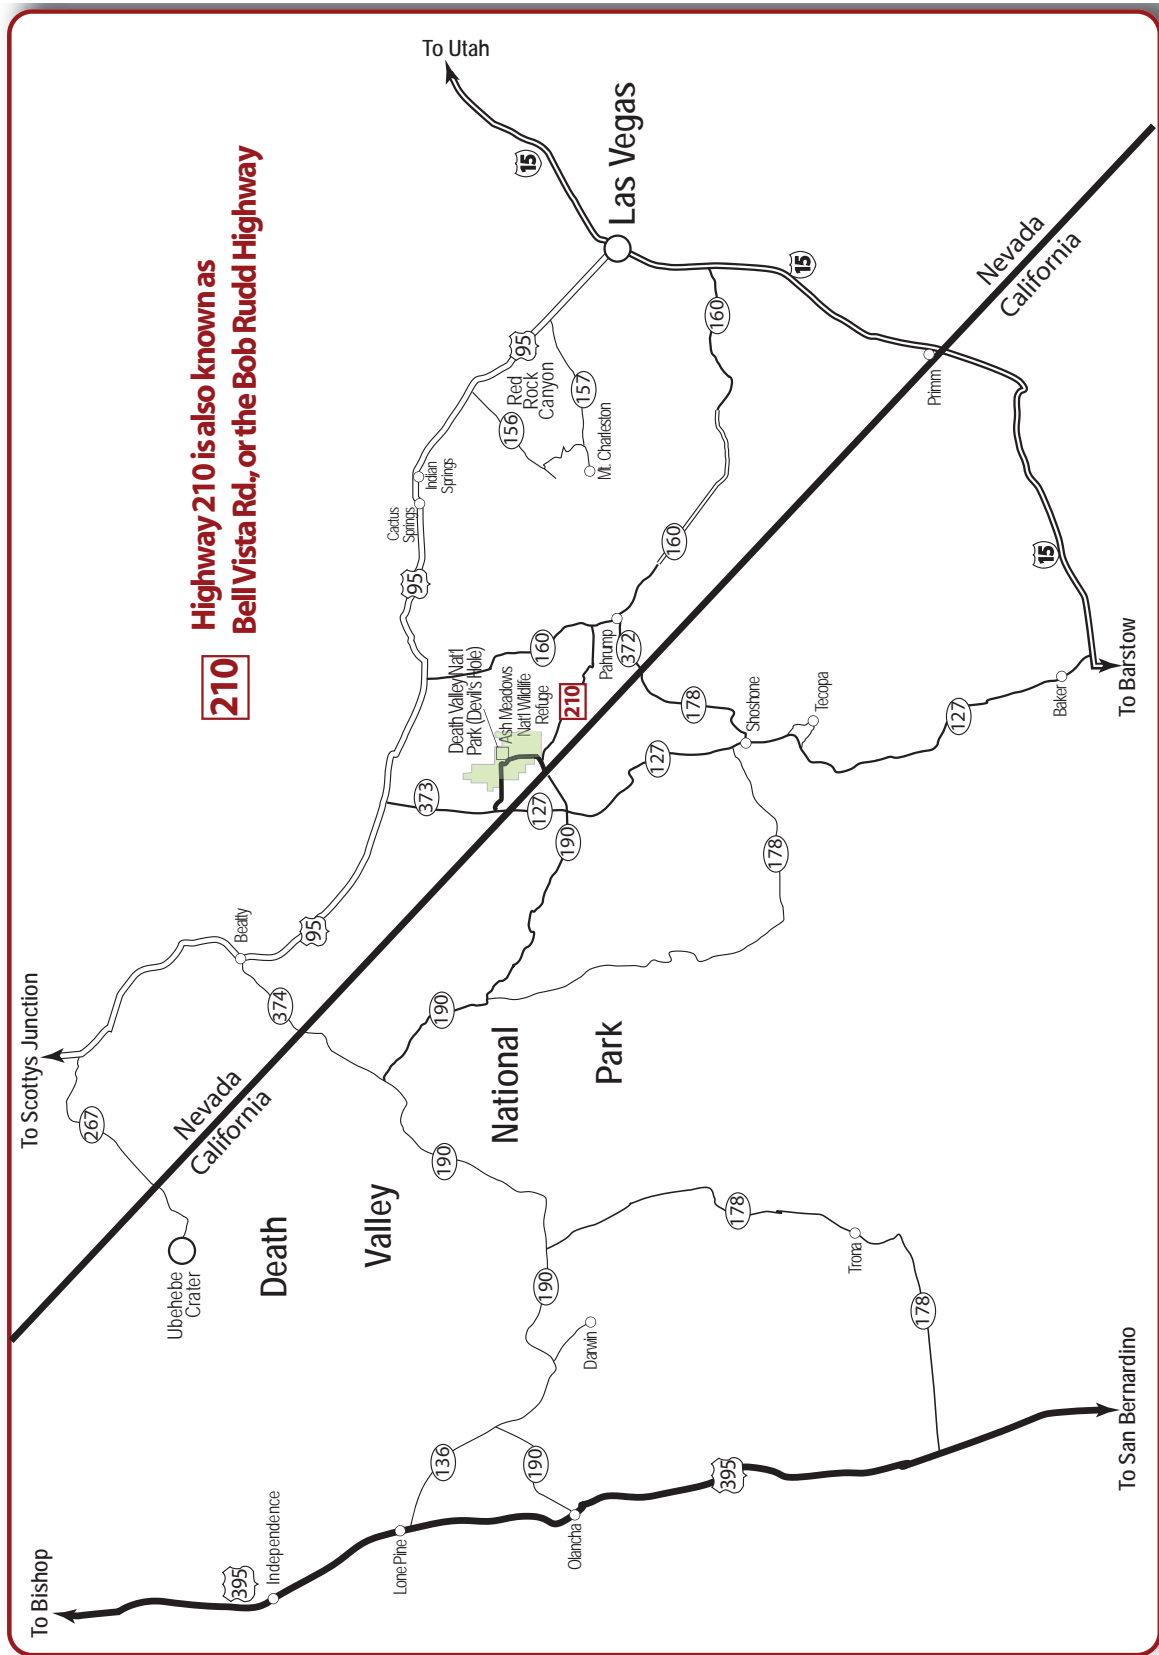 210
Highway 210 is also known as
Bell Vista Rd., or the Bob Rudd Highway
To Utah
15
Las Vegas
95
Red
Rock
Canyon
157
156
Mt. Charleston
Indian
Springs
Cactus
Springs
95
160
15
Nevada
California
Primm
160
Death Valley Nat'l
Park (Devil's Hole)
160
Ash Meadows
Nat'l Wildlife
Refuge
210
Pahrump
372
178
Shoshone
Tecopa
127
15
Baker
To Barstow
373
127
127
190
178
Beatty
95
374
To Scottys Junction
267
Nevada
California
Ubehebe
Crater
190
Death
Valley
National
Park
190
190
178
Trona
178
Darwin
136
190
395
Olancha
Lone Pine
Independence
395
To Bishop
To San Bernardino